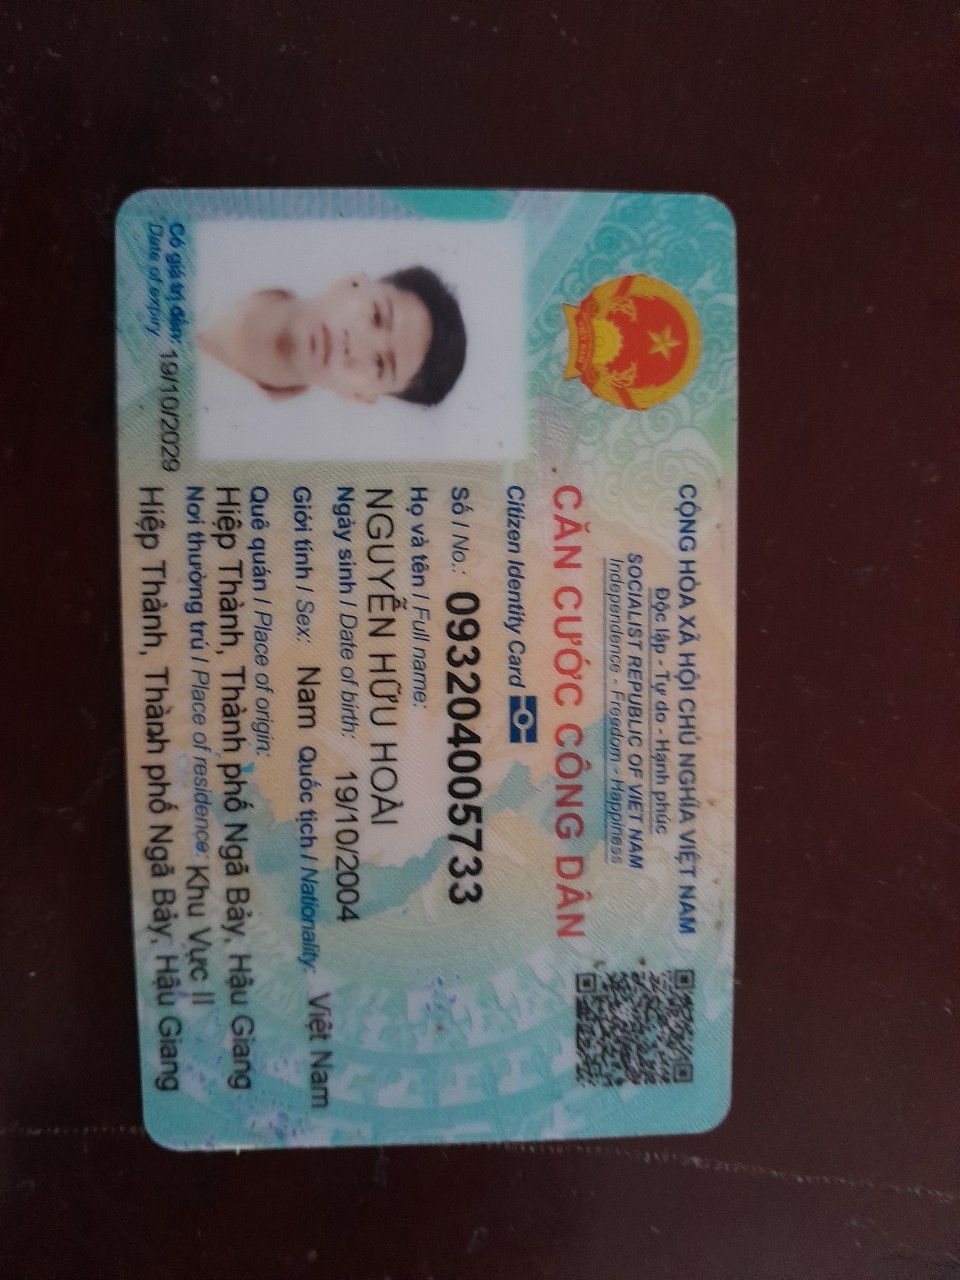 CỘNG HÒA XÃ HỘI CHỦ NGHĨA VIỆT NAM
Độc lập - Tự do - Hạnh phúc
SOCIALIST REPUBLIC OF VIET NAM
Independence - Freedom - Happiness
CĂN CƯỚC CÔNG DÂN
Citizen Identity Card
Số / No.: 093204005733
Họ và tên / Full name:
NGUYỄN HỮU HOÀI
Ngày sinh / Date of birth: 19/10/2004
Giới tính / Sex: Nam Quốc tịch / Nationality: Việt Nam
Quê quán / Place of origin:
Hiệp Thành, Thành phố Ngã Bảy, Hậu Giang
Nơi thường trú / Place of residence: Khu Vực II
Hiệp Thành, Thành phố Ngã Bảy, Hậu Giang
Có giá trị đến: 19/10/2029
Date of expiry
VIỆT NAM